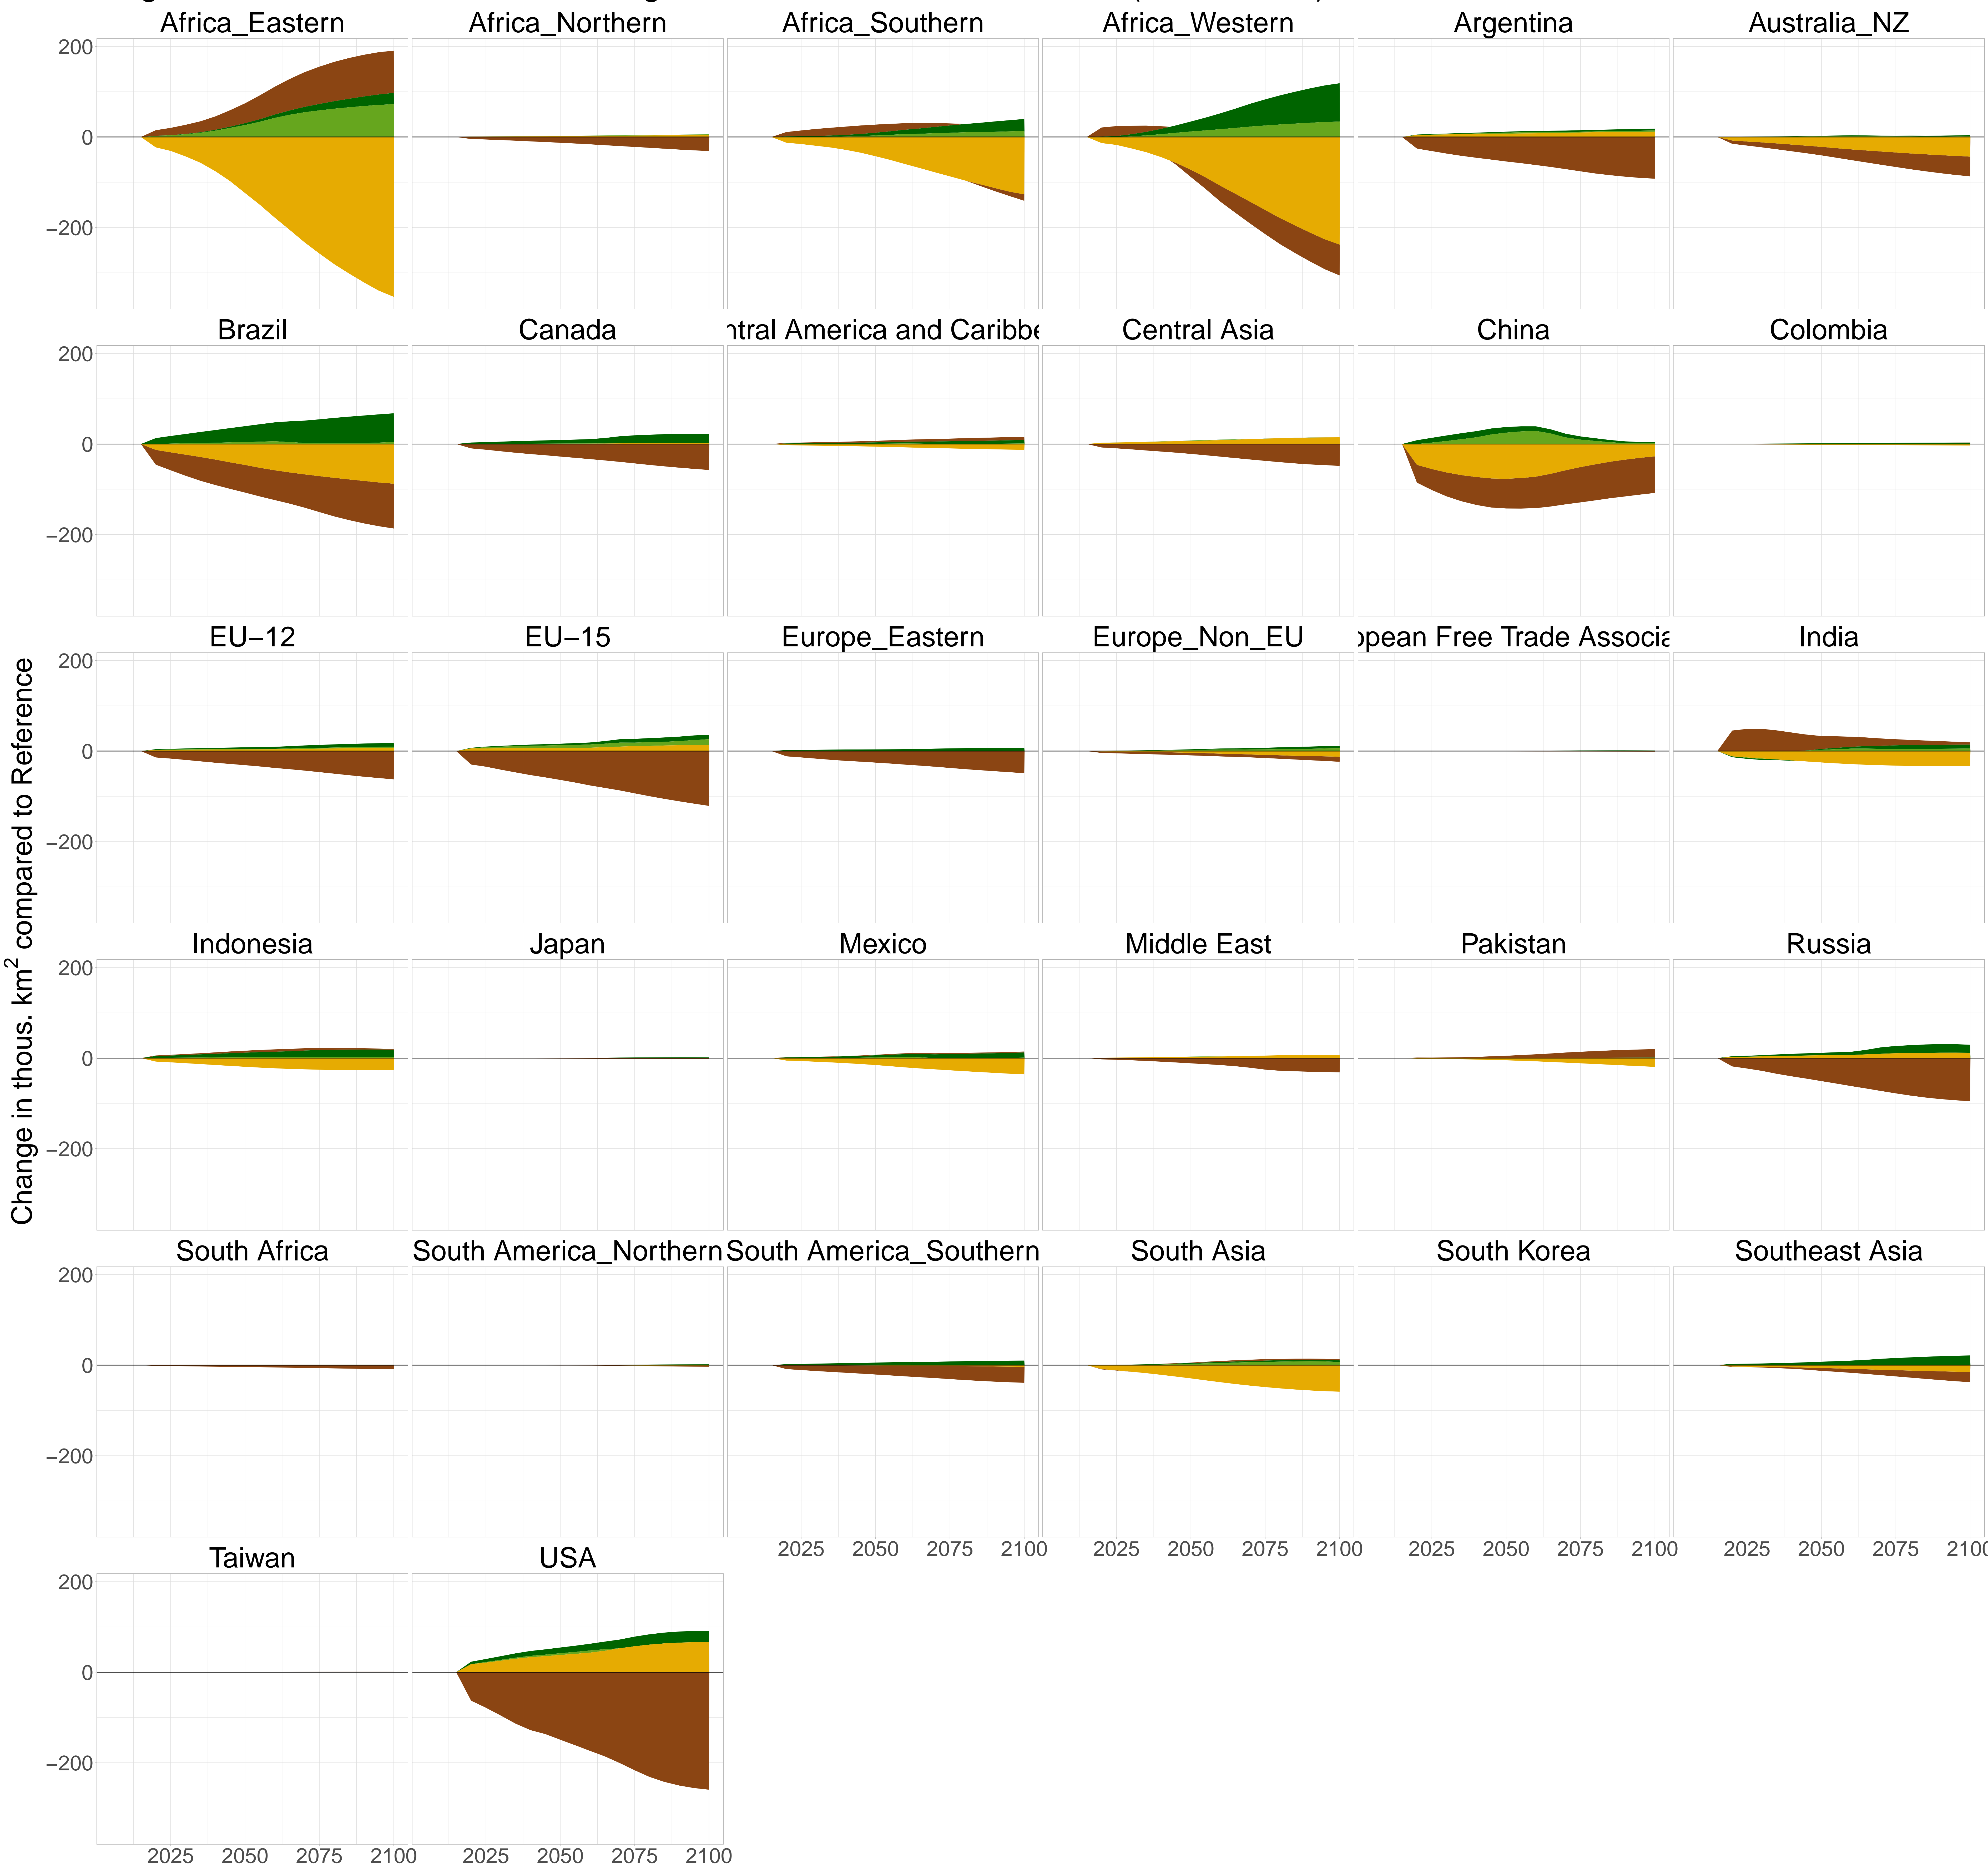 Africa_Eastern Africa_Northern Africa_Southern Africa_Western Argentina Australia_NZ
200
0
−200
Brazil Canada ntral America and Caribbe Central Asia China Colombia
200
0
−200
EU−12 EU−15 Europe_Eastern Europe_Non_EU opean Free Trade Associa India
200
0
−200
Change in thous. km² compared to Reference
Indonesia Japan Mexico Middle East Pakistan Russia
200
0
−200
South Africa South America_Northern South America_Southern South Asia South Korea Southeast Asia
200
0
−200
2025 2050 2075 2100 2025 2050 2075 2100 2025 2050 2075 2100 2025 2050 2075 2100
Taiwan USA
200
0
−200
2025 2050 2075 2100 2025 2050 2075 2100